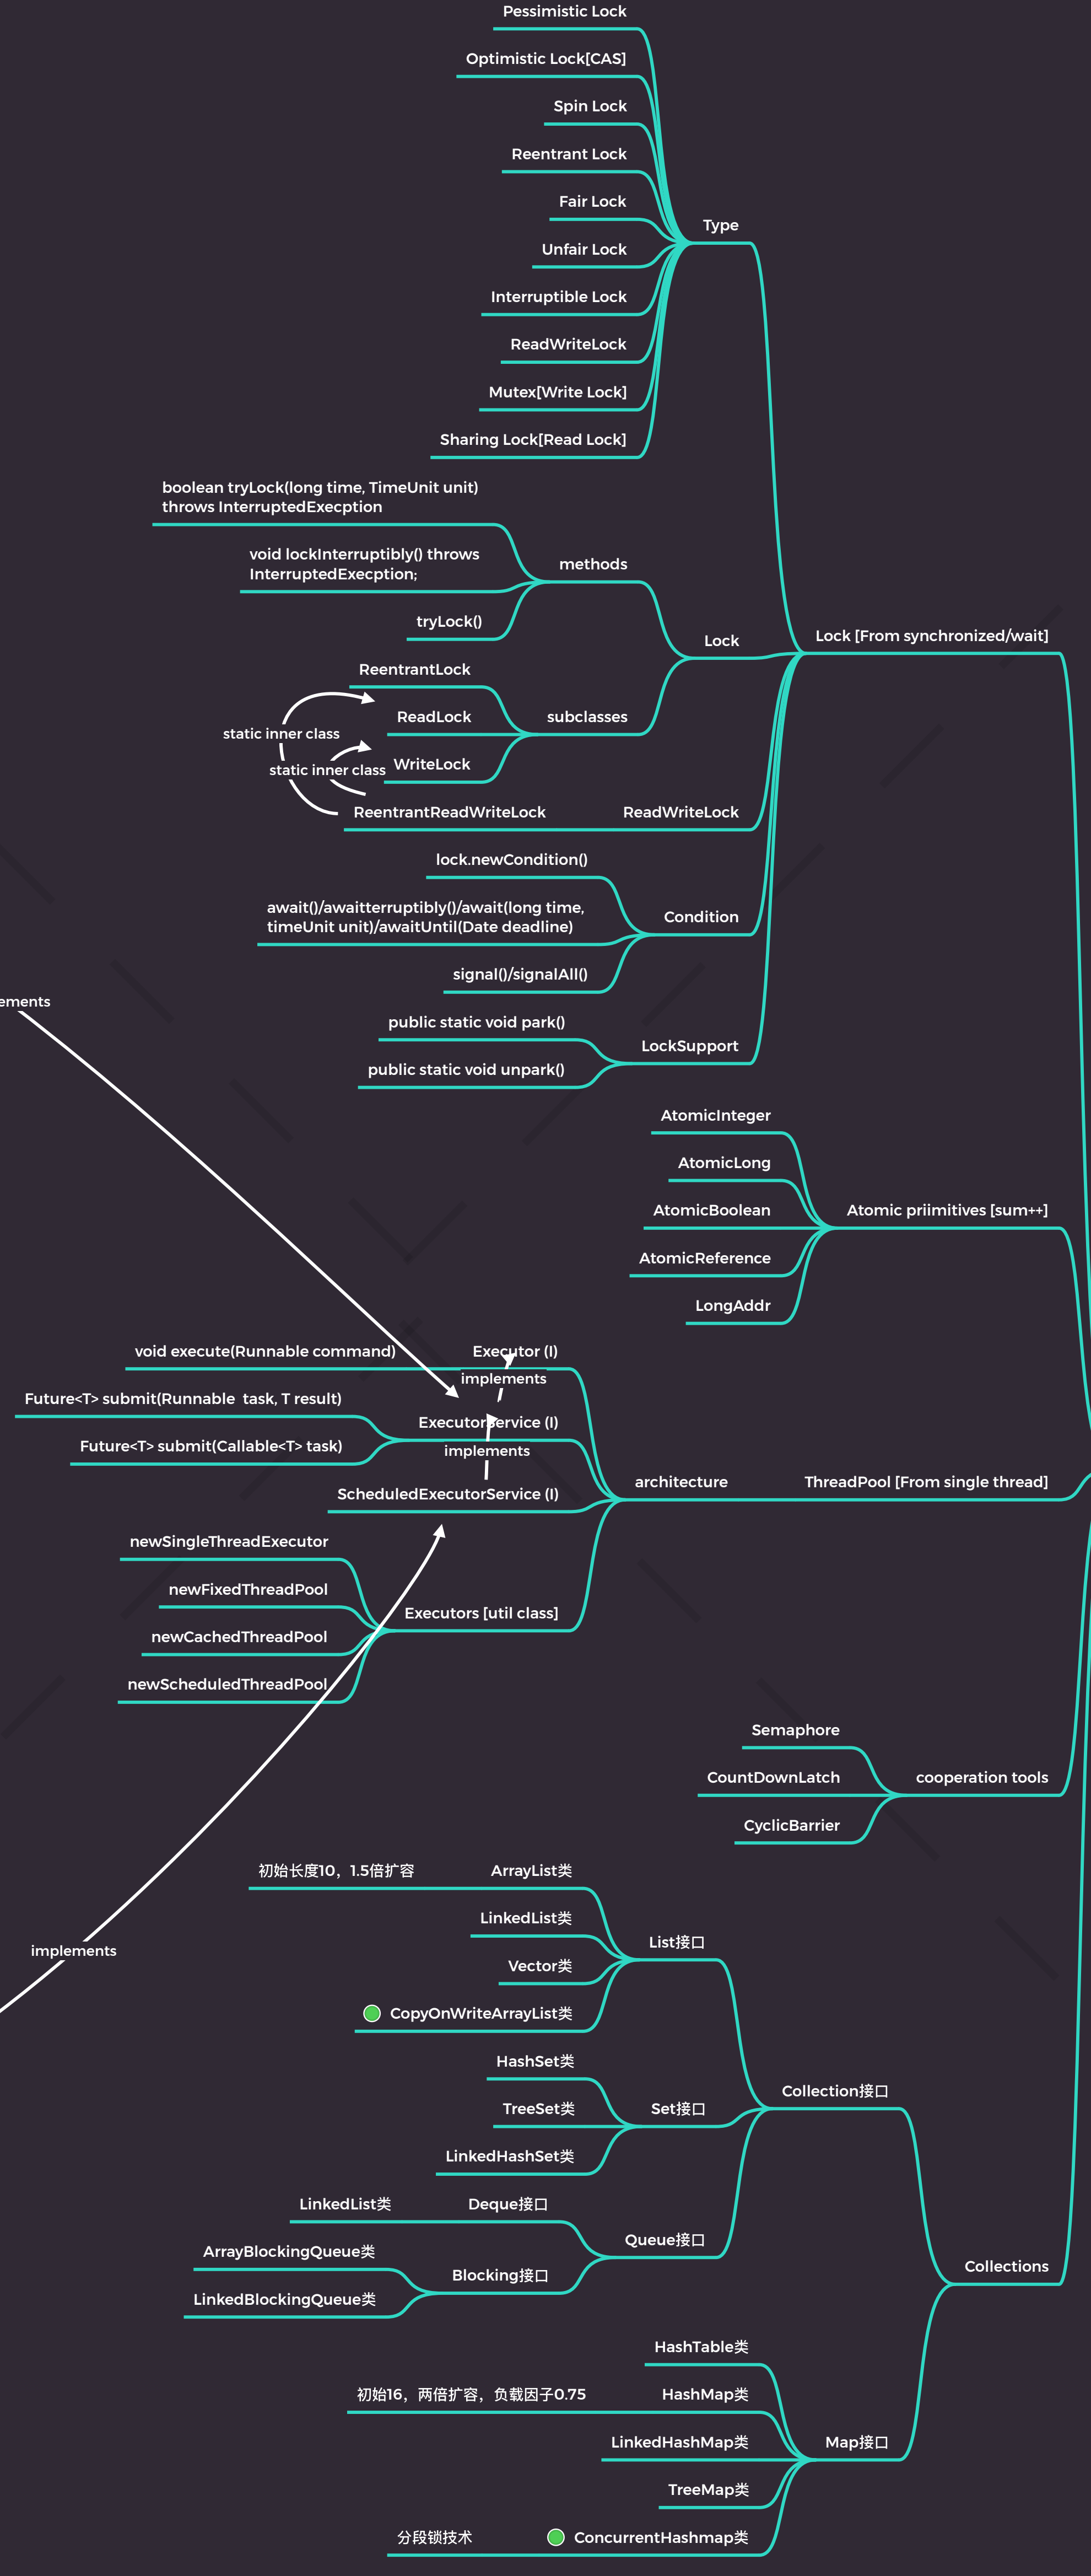 Pessimistic Lock
Optimistic Lock[CAS]
Spin Lock
Reentrant Lock
Fair Lock
Unfair Lock
Interruptible Lock
ReadWriteLock
Mutex[Write Lock]
Sharing Lock[Read Lock]
Type
boolean tryLock(long time, TimeUnit unit)
throws InterruptedExecption
void lockInterruptibly() throws
InterruptedExecption;
tryLock()
methods
Lock
Lock [From synchronized/wait]
ReentrantLock
ReadLock
WriteLock
subclasses
static inner class
static inner class
ReentrantReadWriteLock
ReadWriteLock
lock.newCondition()
await()/awaitterruptibly()/await(long time,
timeUnit unit)/awaitUntil(Date deadline)
signal()/signalAll()
Condition
public static void park()
public static void unpark()
LockSupport
ements
AtomicInteger
AtomicLong
AtomicBoolean
AtomicReference
LongAddr
Atomic priimitives [sum++]
void execute(Runnable command)
Executor (I)
implements
Future<T> submit(Runnable  task, T result)
Future<T> submit(Callable<T> task)
ExecutorService (I)
implements
ScheduledExecutorService (I)
architecture
ThreadPool [From single thread]
newSingleThreadExecutor
newFixedThreadPool
newCachedThreadPool
newScheduledThreadPool
Executors [util class]
implements
Semaphore
CountDownLatch
CyclicBarrier
cooperation tools
初始长度10，1.5倍扩容
ArrayList类
LinkedList类
Vector类
CopyOnWriteArrayList类
List接口
HashSet类
TreeSet类
LinkedHashSet类
Set接口
Collection接口
LinkedList类
Deque接口
ArrayBlockingQueue类
LinkedBlockingQueue类
Blocking接口
Queue接口
Collections
HashTable类
初始16，两倍扩容，负载因子0.75
HashMap类
LinkedHashMap类
TreeMap类
分段锁技术
ConcurrentHashmap类
Map接口